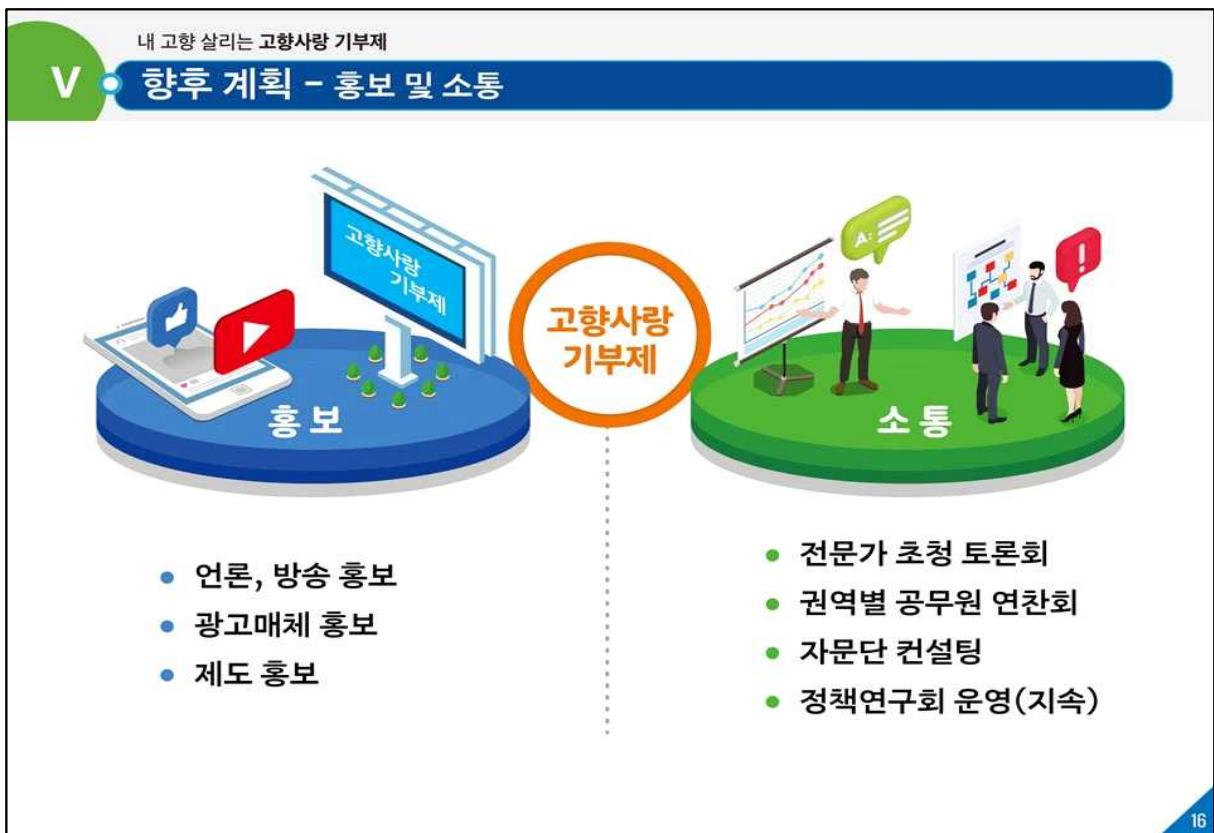 내 고향 살리는 고향사랑 기부제
V
향후 계획 - 홍보 및 소통
고향사랑
기부제
홍보
고향사랑
기부제
A:
!
소통
• 언론, 방송 홍보
• 광고매체 홍보
• 제도 홍보
• 전문가 초청 토론회
• 권역별 공무원 연찬회
• 자문단 컨설팅
• 정책연구회 운영(지속)
16